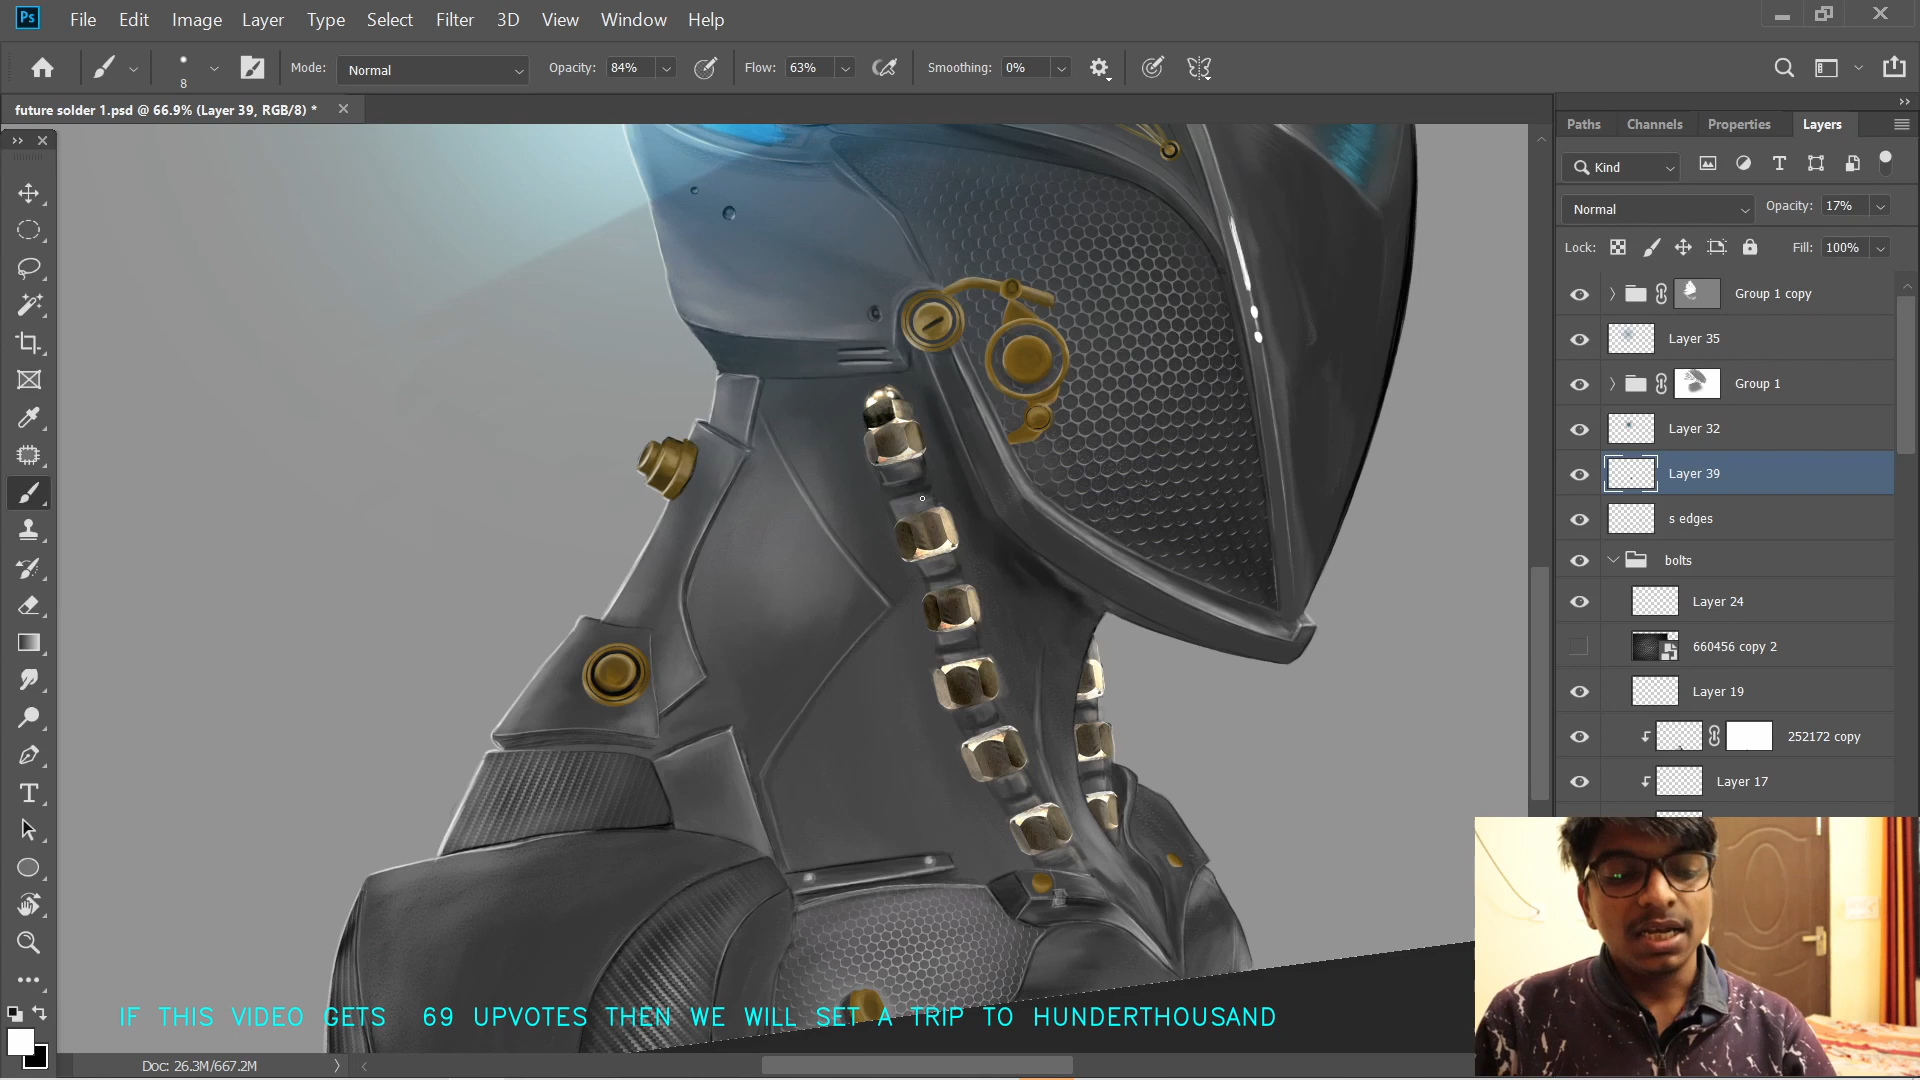 Ps File Edit Image Layer Type Select Filter 3D View Window Help
8 Mode: Normal Opacity: 84% Flow: 63% Smoothing: 0%
future solder 1.psd @ 66.9% (Layer 39, RGB/8) *
Paths Channels Properties Layers
Kind
Normal Opacity: 17%
Lock: Fill: 100%
Group 1 copy
Layer 35
Group 1
Layer 32
Layer 39
s edges
bolts
Layer 24
660456 copy 2
Layer 19
252172 copy
Layer 17
IF THIS VIDEO GETS 69 UPVOTES THEN WE WILL SET A TRIP TO HUNDERTHOUSAND
Doc: 26.3M/667.2M